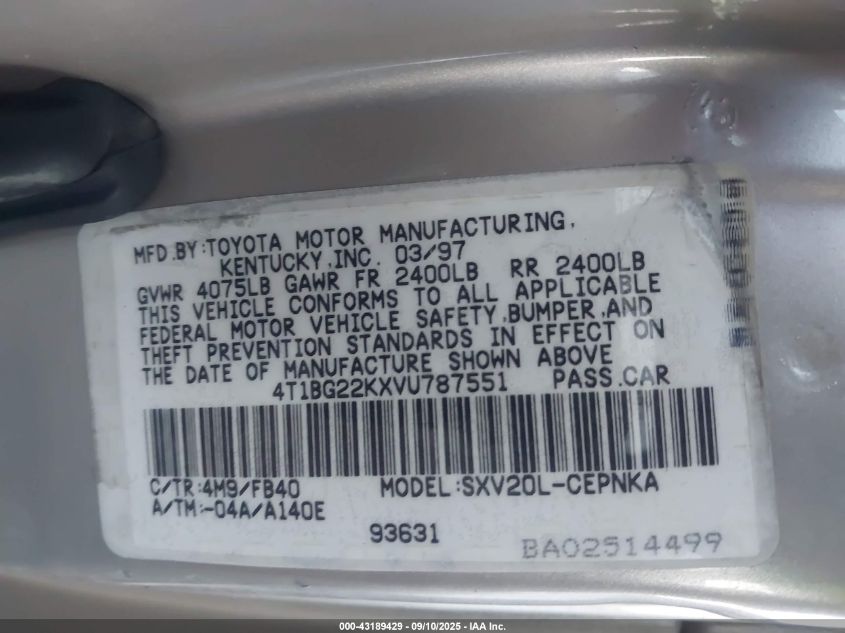 MFD.BY:TOYOTA MOTOR MANUFACTURING,
KENTUCKY,INC. 03/97
GVWR 4075LB GAWR FR 2400LB RR 2400LB
THIS VEHICLE CONFORMS TO ALL APPLICABLE
FEDERAL MOTOR VEHICLE SAFETY,BUMPER,AND
THEFT PREVENTION STANDARDS IN EFFECT ON
THE DATE OF MANUFACTURE SHOWN ABOVE
4T1BG22KXVU787551 PASS.CAR
C/TR:4M9/FB40 MODEL:SXV20L-CEPNKA
A/TM:-04A/A140E
93631
BA02514499
000-43189429 - 09/10/2025 - IAA Inc.